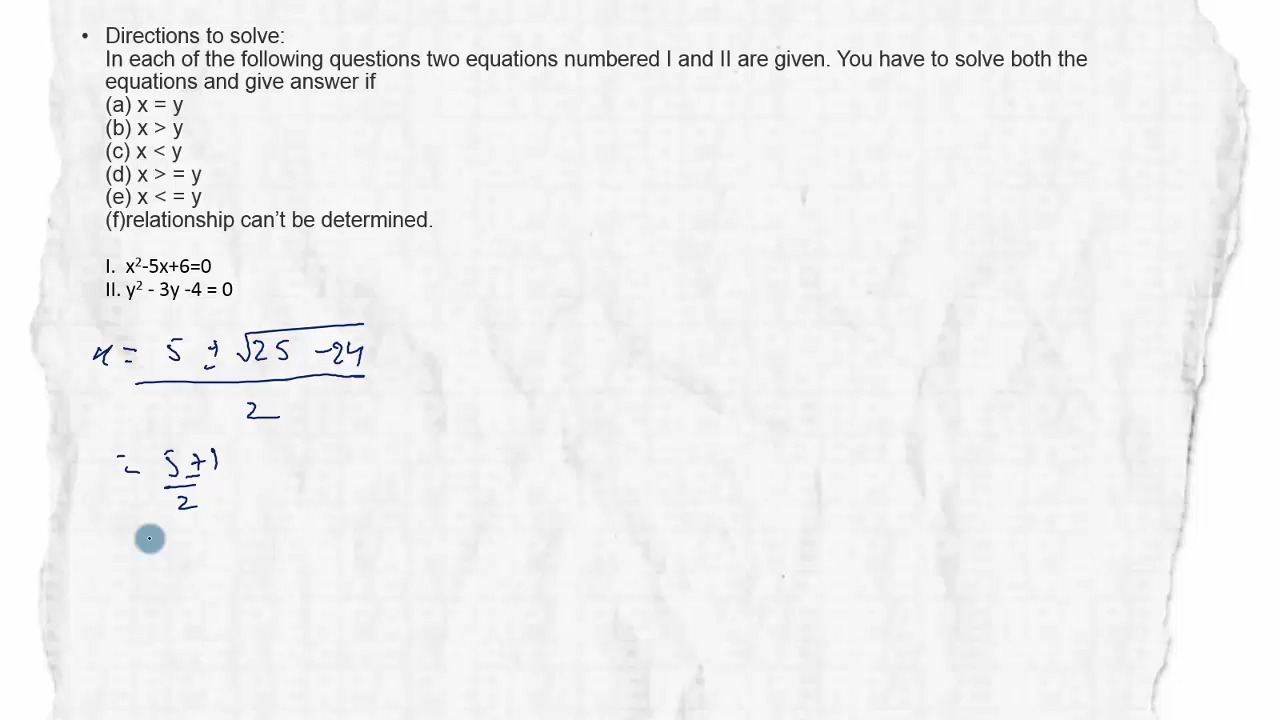 • Directions to solve:
In each of the following questions two equations numbered I and II are given. You have to solve both the
equations and give answer if
(a) x = y
(b) x > y
(c) x < y
(d) x > = y
(e) x < = y
(f)relationship can’t be determined.
I. x²-5x+6=0
II. y² - 3y -4 = 0
x = 5 ± √25 -24
2
= 5±1
2